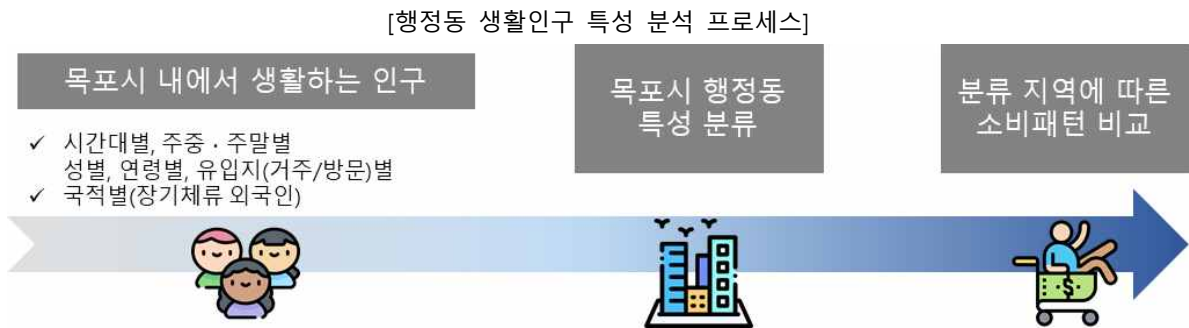 [행정동 생활인구 특성 분석 프로세스]
목포시 내에서 생활하는 인구
✓ 시간대별, 주중 · 주말별
성별, 연령별, 유입지(거주/방문)별
✓ 국적별(장기체류 외국인)
목포시 행정동
특성 분류
분류 지역에 따른
소비패턴 비교
$